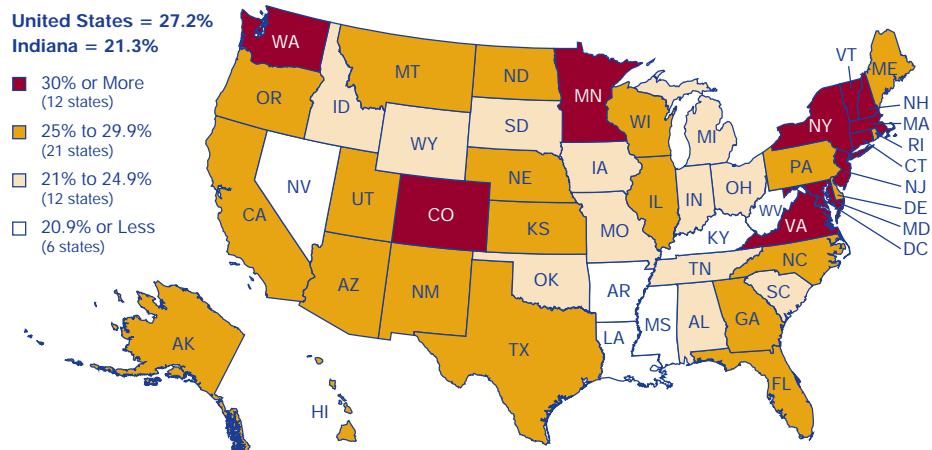 United States = 27.2%
Indiana = 21.3%
30% or More
(12 states)
25% to 29.9%
(21 states)
21% to 24.9%
(12 states)
20.9% or Less
(6 states)
WA
OR
CA
ID
NV
MT
WY
UT
AZ
CO
NM
ND
SD
NE
KS
OK
TX
MN
IA
MO
AR
LA
WI
IL
MI
IN
OH
KY
TN
MS
AL
GA
FL
SC
NC
VA
WV
PA
NY
VT
ME
NH
MA
RI
CT
NJ
DE
MD
DC
AK
HI